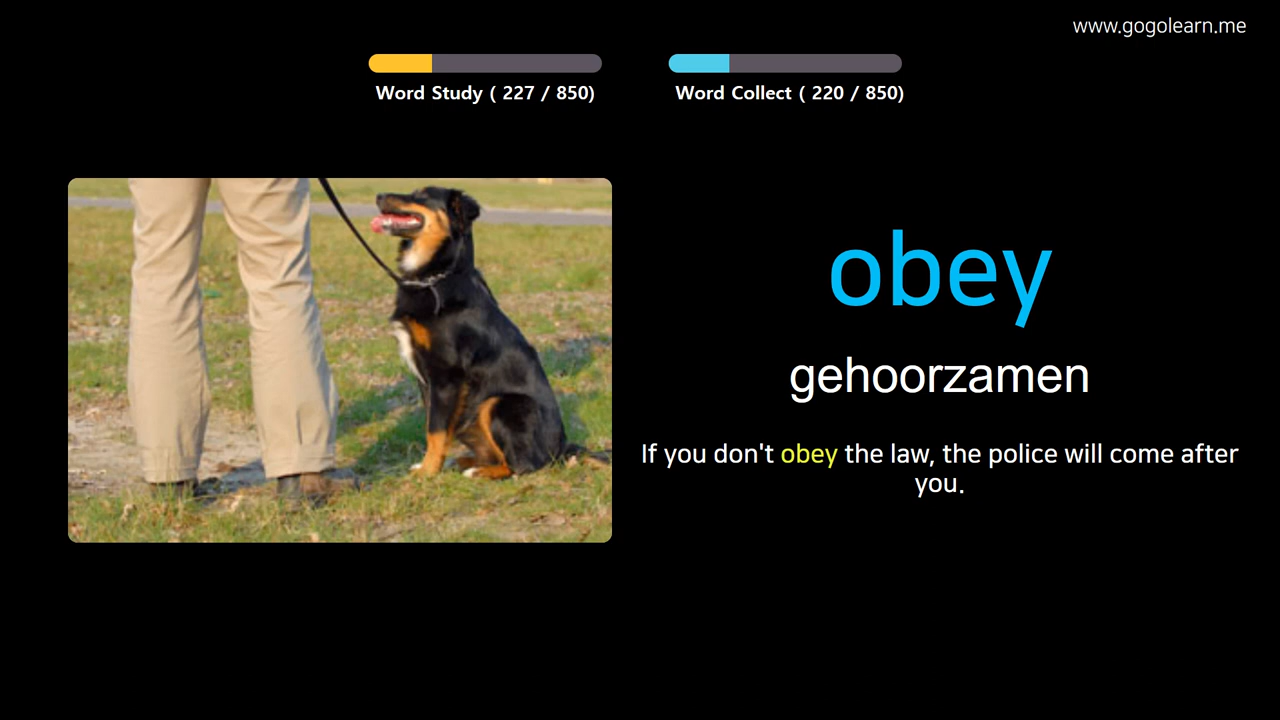 www.gogolearn.me
Word Study ( 227 / 850)
Word Collect ( 220 / 850)
obey
gehoorzamen
If you don't obey the law, the police will come after
you.